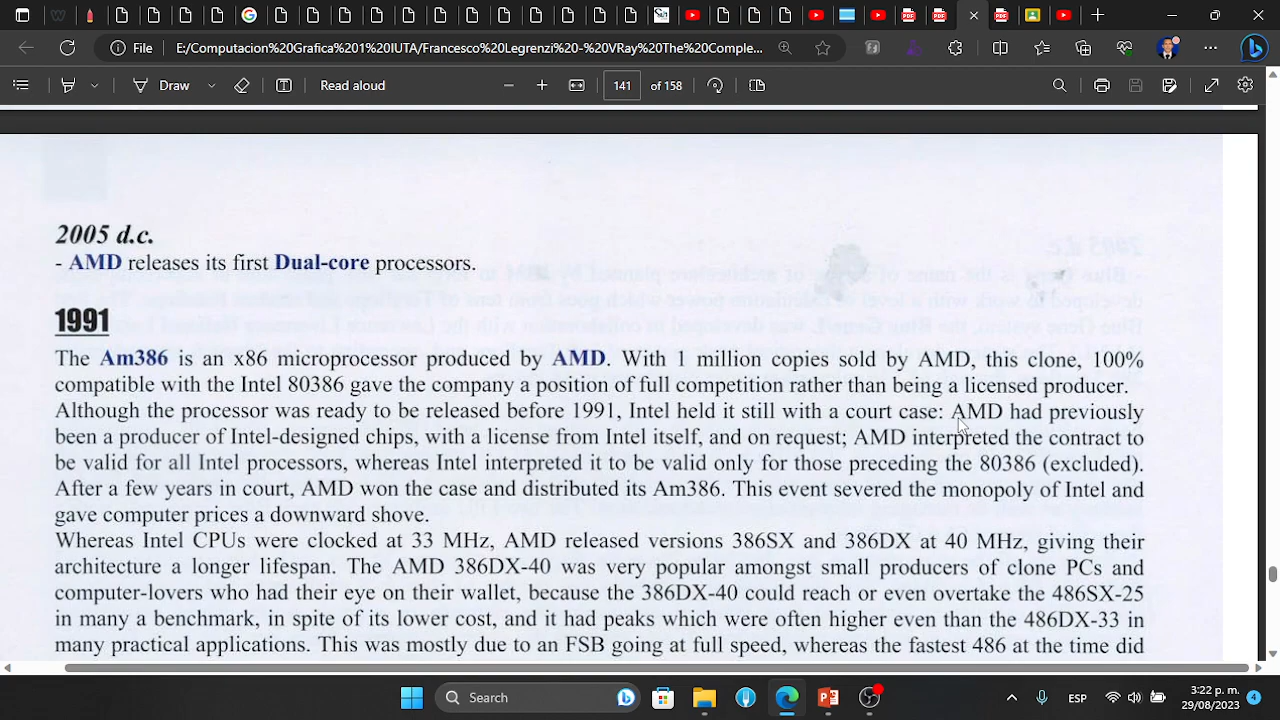 File
E:/Computacion%20Grafica%201%20IUTA/Francesco%20Legrenzi%20-%20VRay%20The%20Comple...
Draw
Read aloud
141
of 158
2005 d.c.
- AMD releases its first Dual-core processors.
1991
The Am386 is an x86 microprocessor produced by AMD. With 1 million copies sold by AMD, this clone, 100%
compatible with the Intel 80386 gave the company a position of full competition rather than being a licensed producer.
Although the processor was ready to be released before 1991, Intel held it still with a court case: AMD had previously
been a producer of Intel-designed chips, with a license from Intel itself, and on request; AMD interpreted the contract to
be valid for all Intel processors, whereas Intel interpreted it to be valid only for those preceding the 80386 (excluded).
After a few years in court, AMD won the case and distributed its Am386. This event severed the monopoly of Intel and
gave computer prices a downward shove.
Whereas Intel CPUs were clocked at 33 MHz, AMD released versions 386SX and 386DX at 40 MHz, giving their
architecture a longer lifespan. The AMD 386DX-40 was very popular amongst small producers of clone PCs and
computer-lovers who had their eye on their wallet, because the 386DX-40 could reach or even overtake the 486SX-25
in many a benchmark, in spite of its lower cost, and it had peaks which were often higher even than the 486DX-33 in
many practical applications. This was mostly due to an FSB going at full speed, whereas the fastest 486 at the time did
Search
ESP
3:22 p. m.
29/08/2023
4